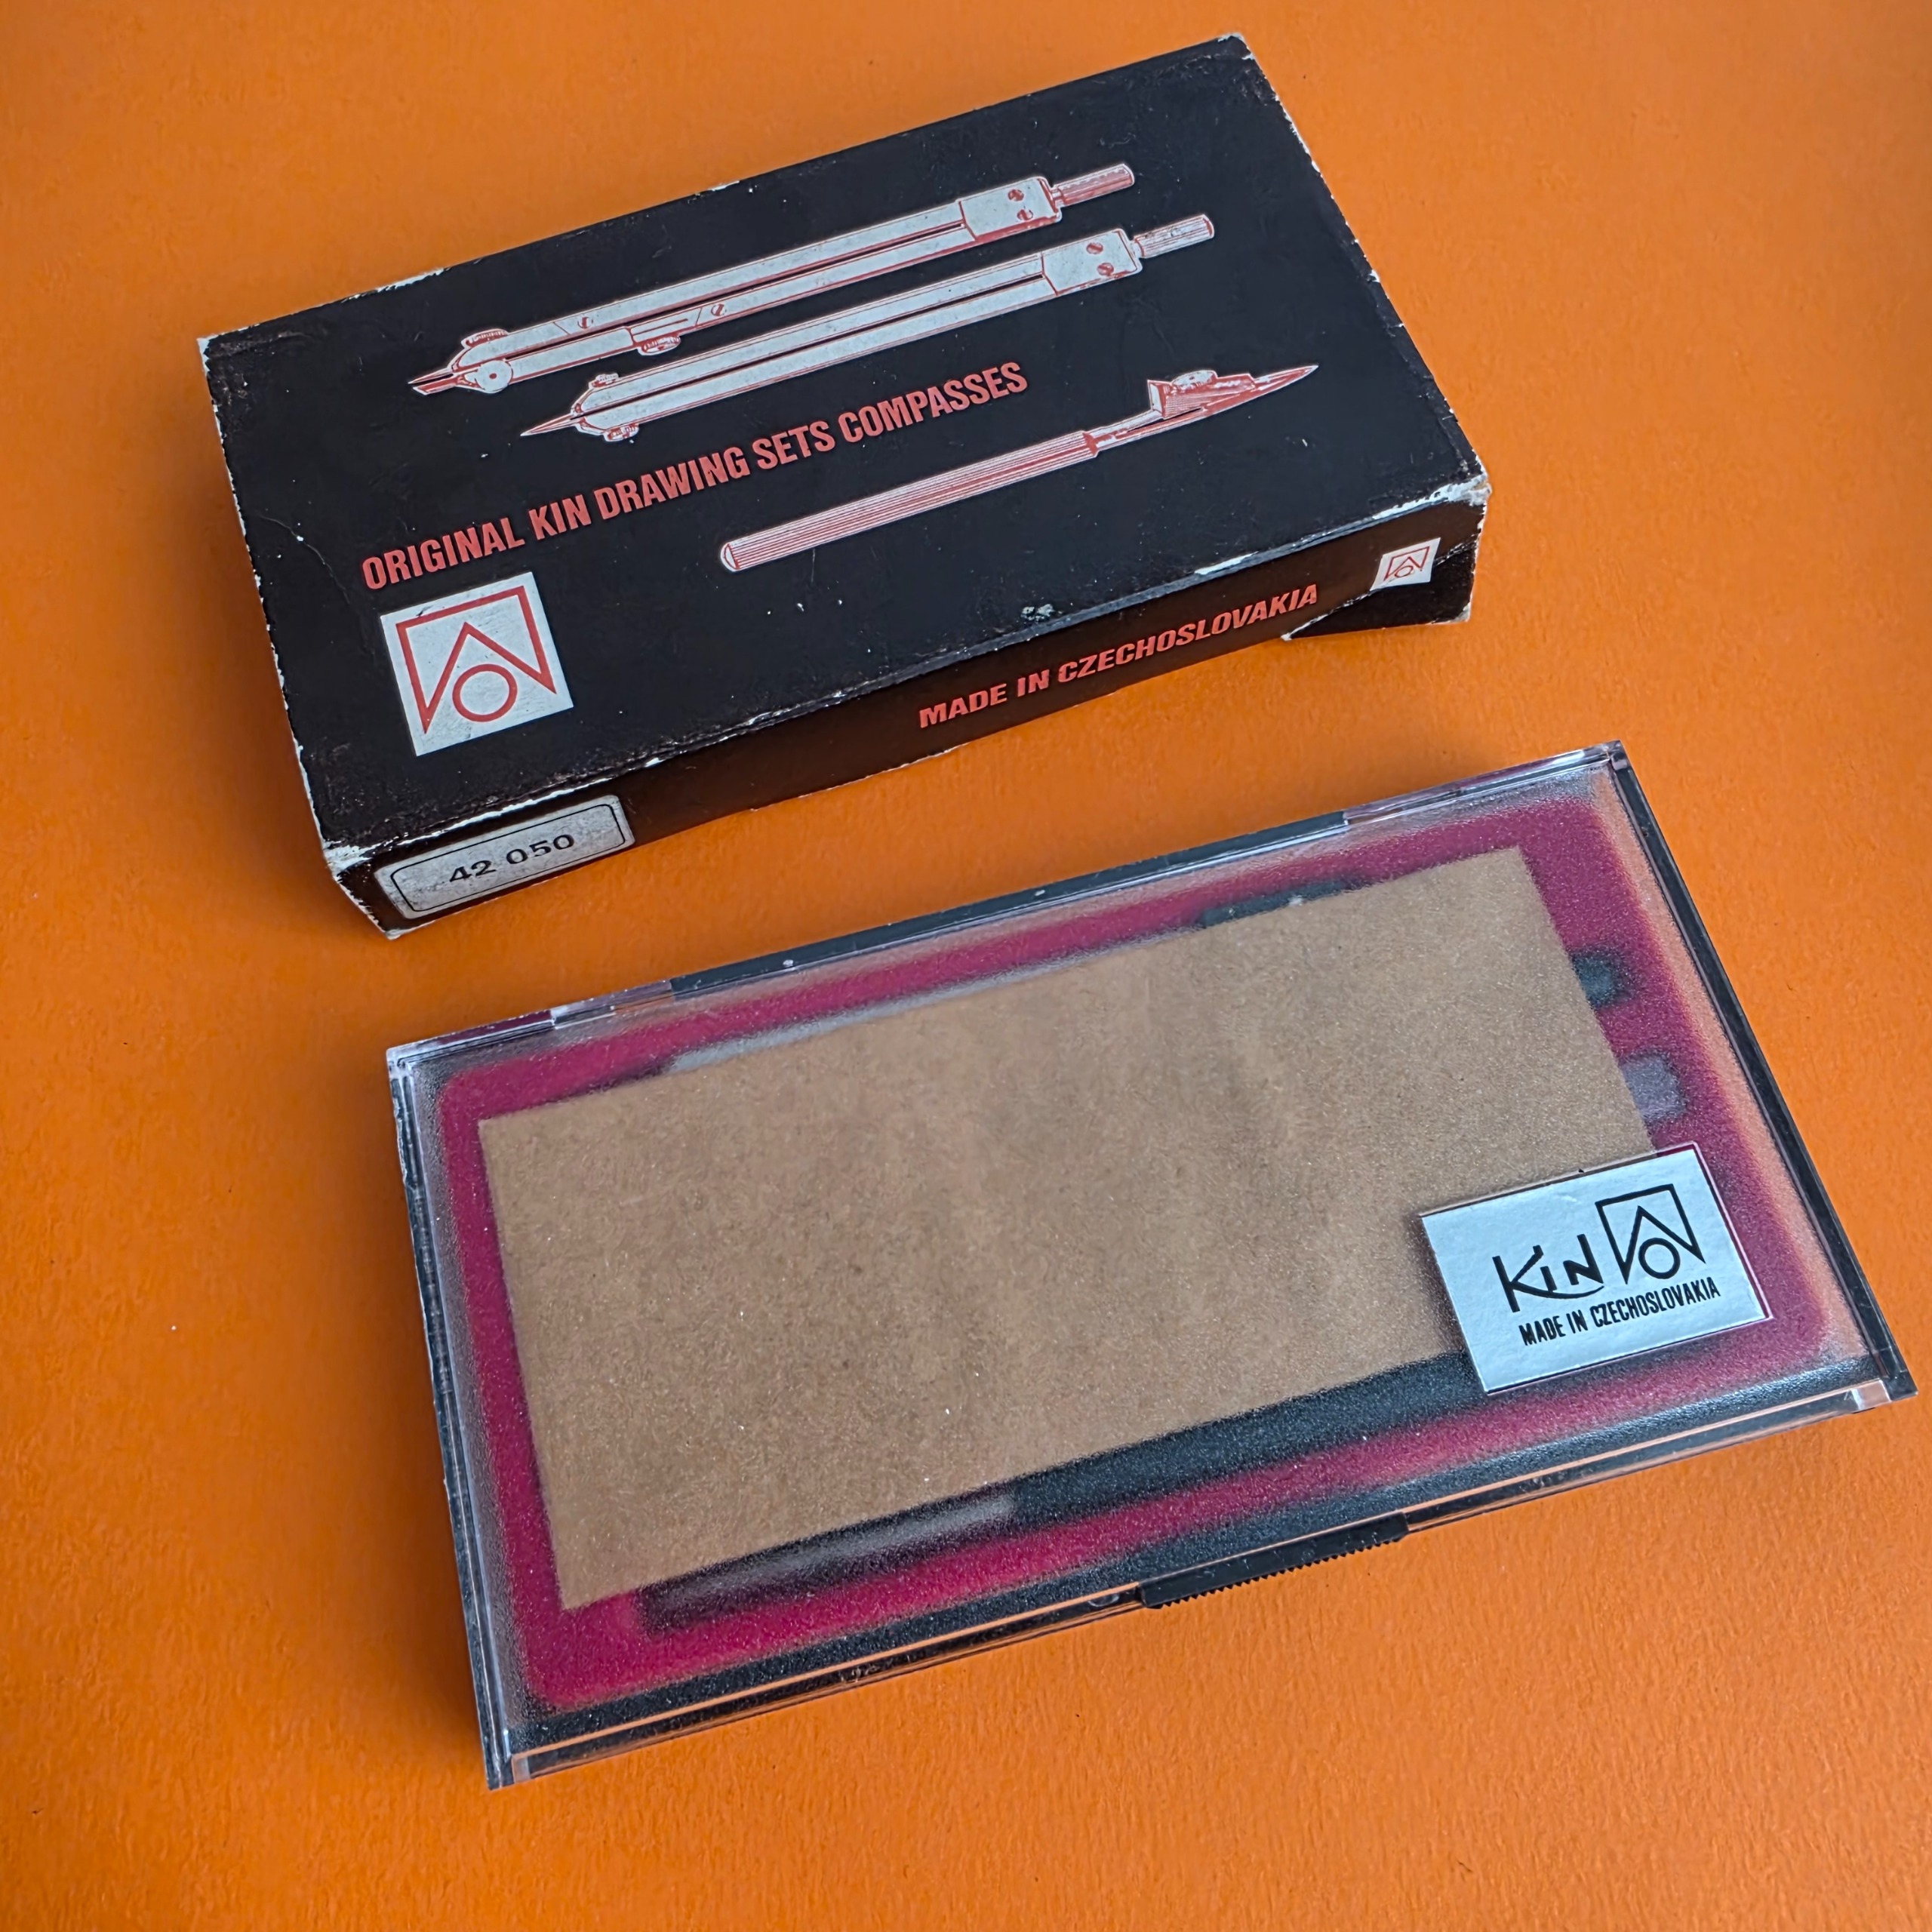 ORIGINAL KIN DRAWING SETS COMPASSES
MADE IN CZECHOSLOVAKIA
42 050
KIN
MADE IN CZECHOSLOVAKIA